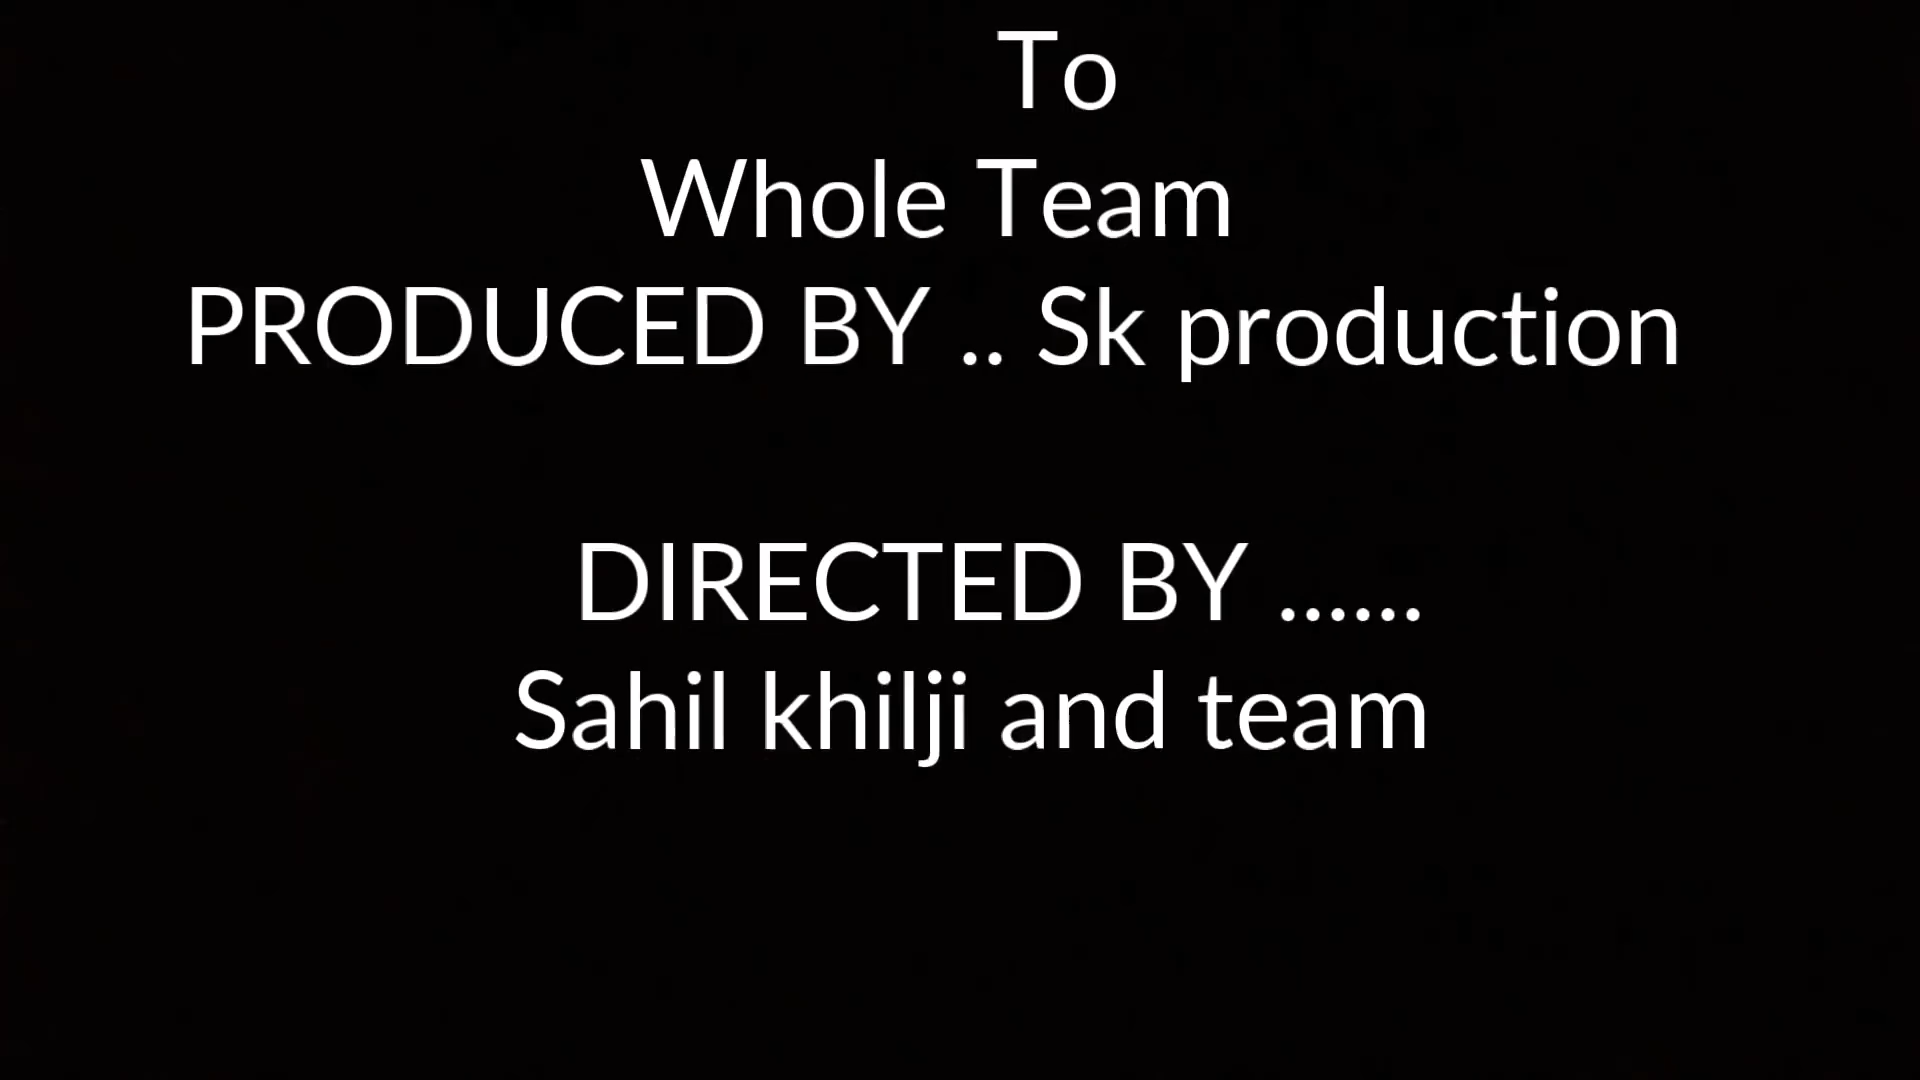 To
Whole Team
PRODUCED BY .. Sk production
DIRECTED BY ......
Sahil khilji and team